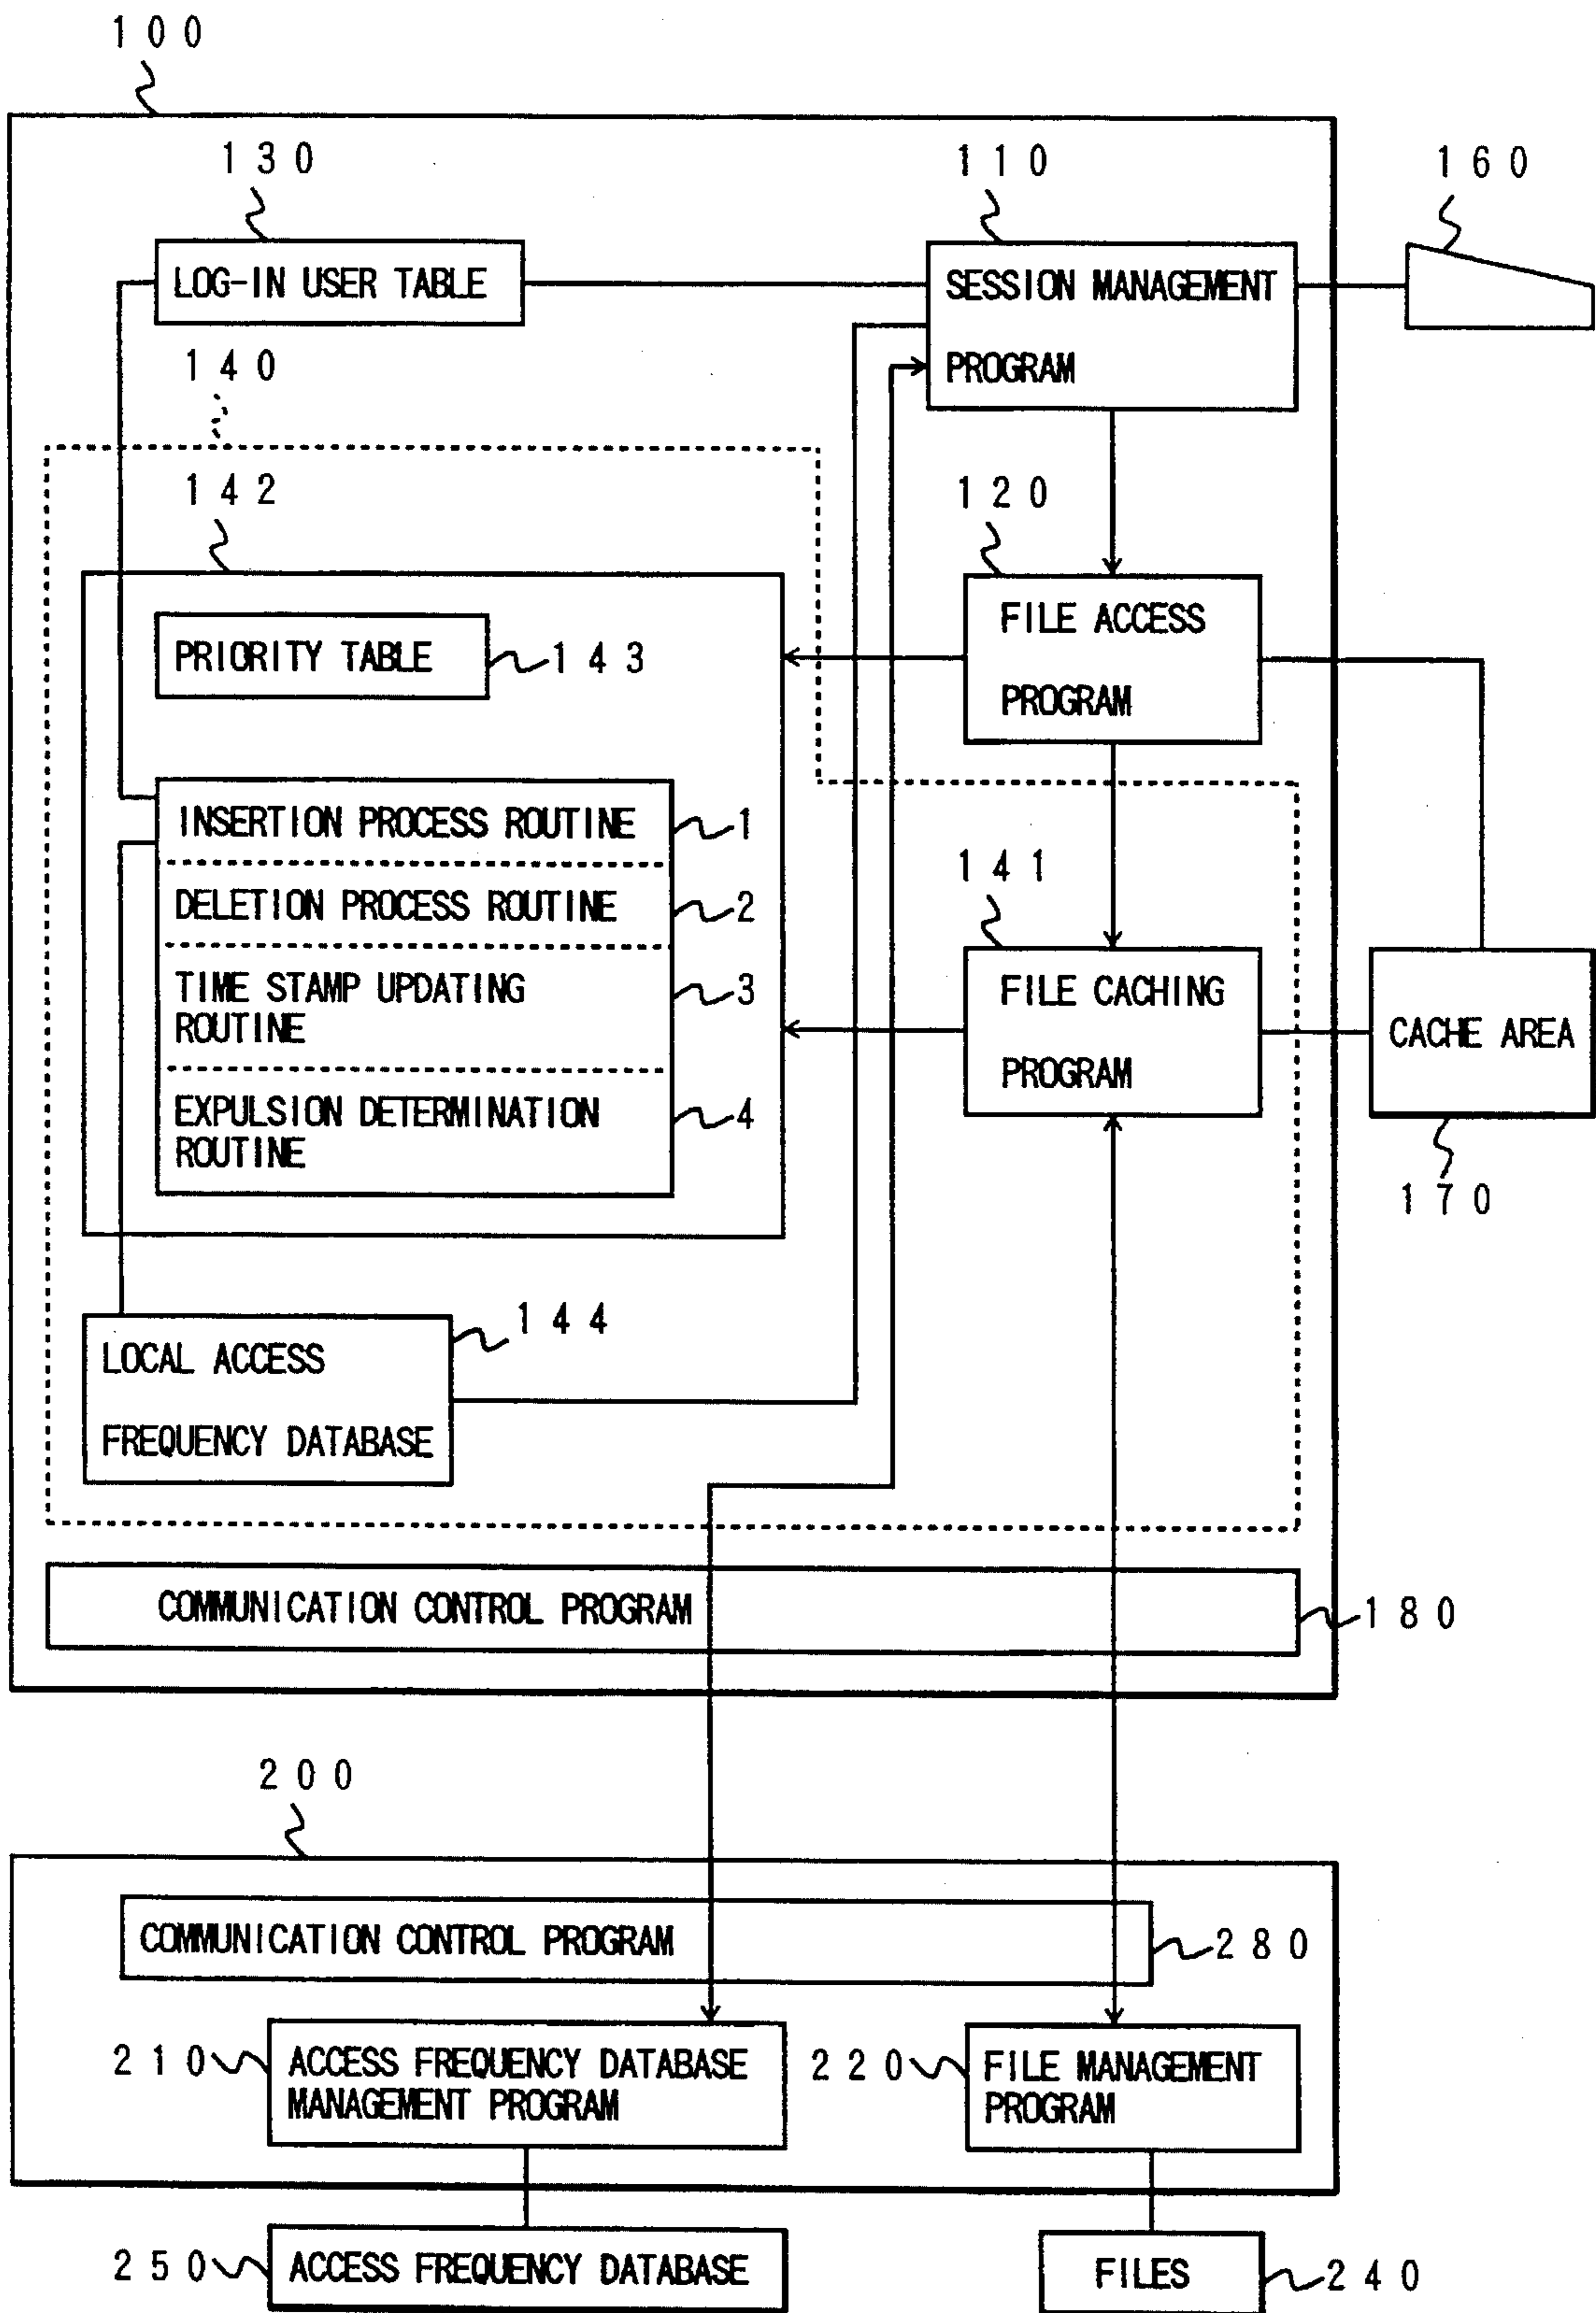 100
130
110
160
LOG-IN USER TABLE
SESSION MANAGEMENT
PROGRAM
140
142
120
PRIORITY TABLE
143
FILE ACCESS
PROGRAM
INSERTION PROCESS ROUTINE
1
DELETION PROCESS ROUTINE
2
TIME STAMP UPDATING
ROUTINE
3
EXPULSION DETERMINATION
ROUTINE
4
141
FILE CACHING
PROGRAM
CACHE AREA
170
144
LOCAL ACCESS
FREQUENCY DATABASE
COMMUNICATION CONTROL PROGRAM
180
200
COMMUNICATION CONTROL PROGRAM
280
210
ACCESS FREQUENCY DATABASE
MANAGEMENT PROGRAM
220
FILE MANAGEMENT
PROGRAM
250
ACCESS FREQUENCY DATABASE
FILES
240